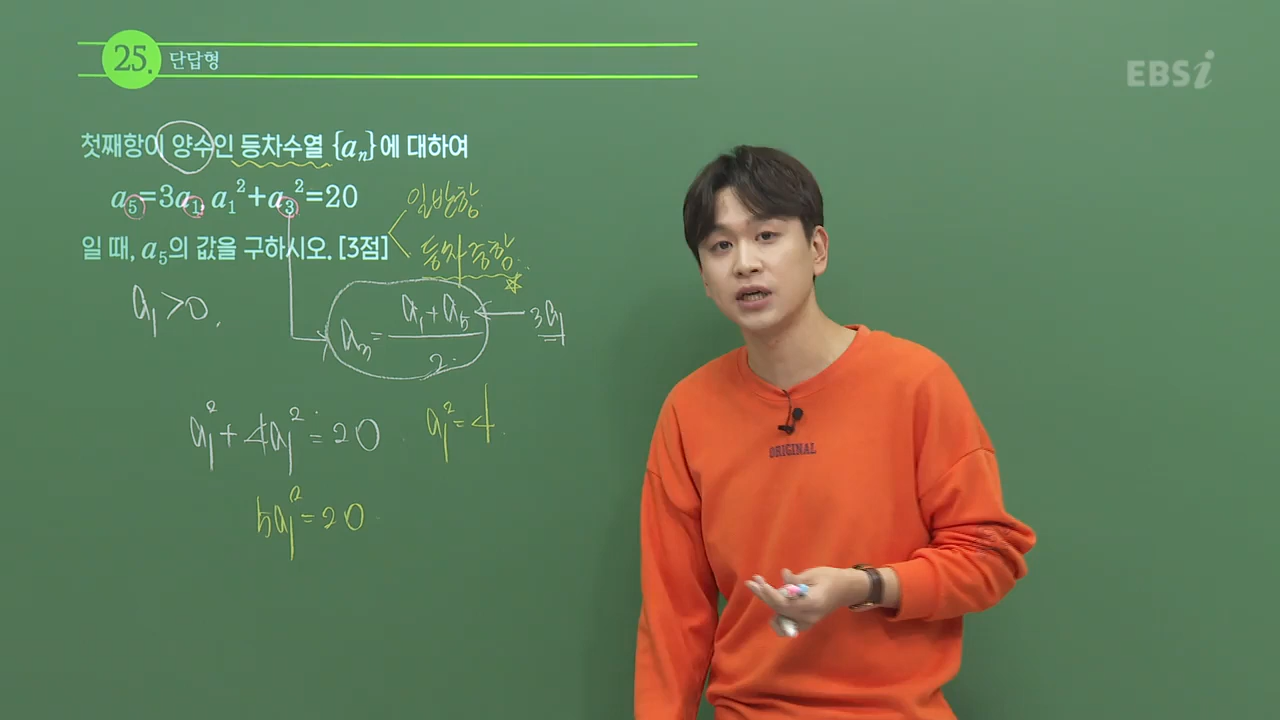 25. 단답형
EBSi
첫째항이 양수인 등차수열 {aₙ}에 대하여
a₅=3a₁, a₁²+a₃²=20
일 때, a₅의 값을 구하시오. [3점]
일반항
등차중항
a₁>0,
a₃=(a₁+a₅)/2
3a₁
a₁²+4a₁²=20
a₁²=4
5a₁²=20
ORIGINAL